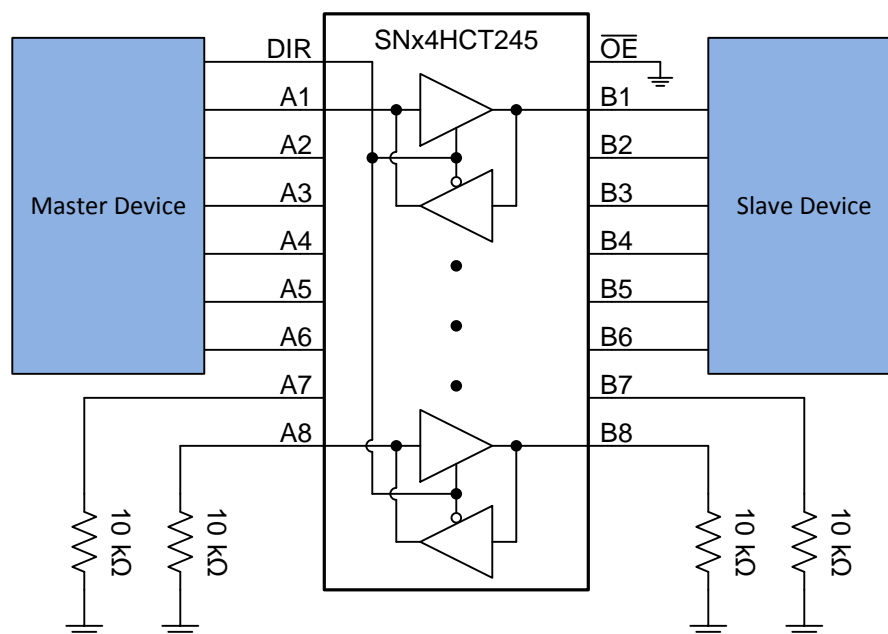 SNx4HCT245
DIR
OE
A1
B1
A2
B2
Master Device
A3
B3
Slave Device
A4
B4
A5
B5
A6
B6
A7
B7
A8
B8
10 kΩ
10 kΩ
10 kΩ
10 kΩ